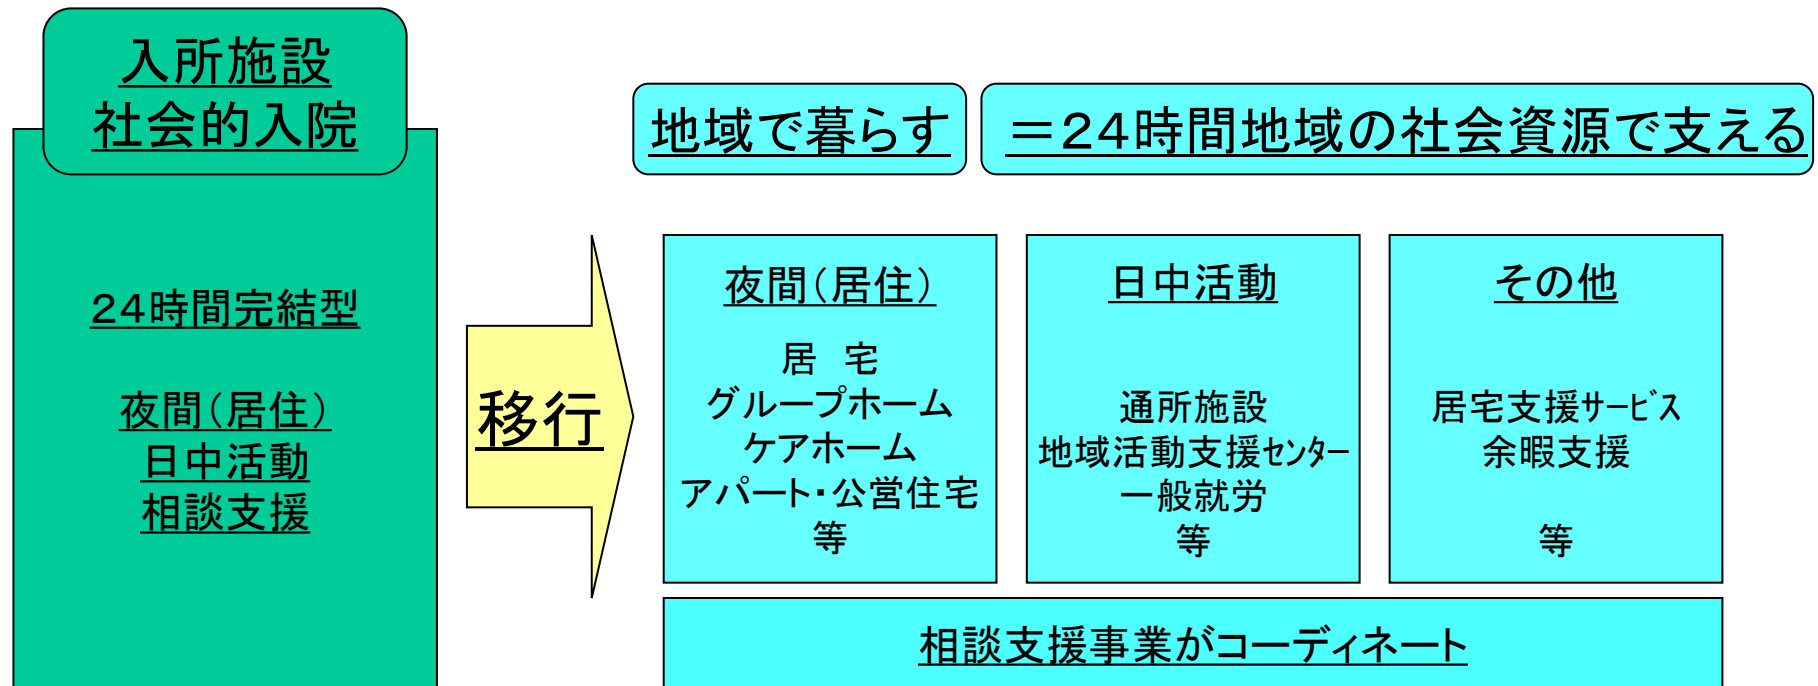 入所施設
社会的入院
24時間完結型
夜間(居住)
日中活動
相談支援
移行
地域で暮らす
=24時間地域の社会資源で支える
夜間(居住)
居 宅
グループホーム
ケアホーム
アパート・公営住宅
等
日中活動
通所施設
地域活動支援センター
一般就労
等
その他
居宅支援サービス
余暇支援
等
相談支援事業がコーディネート